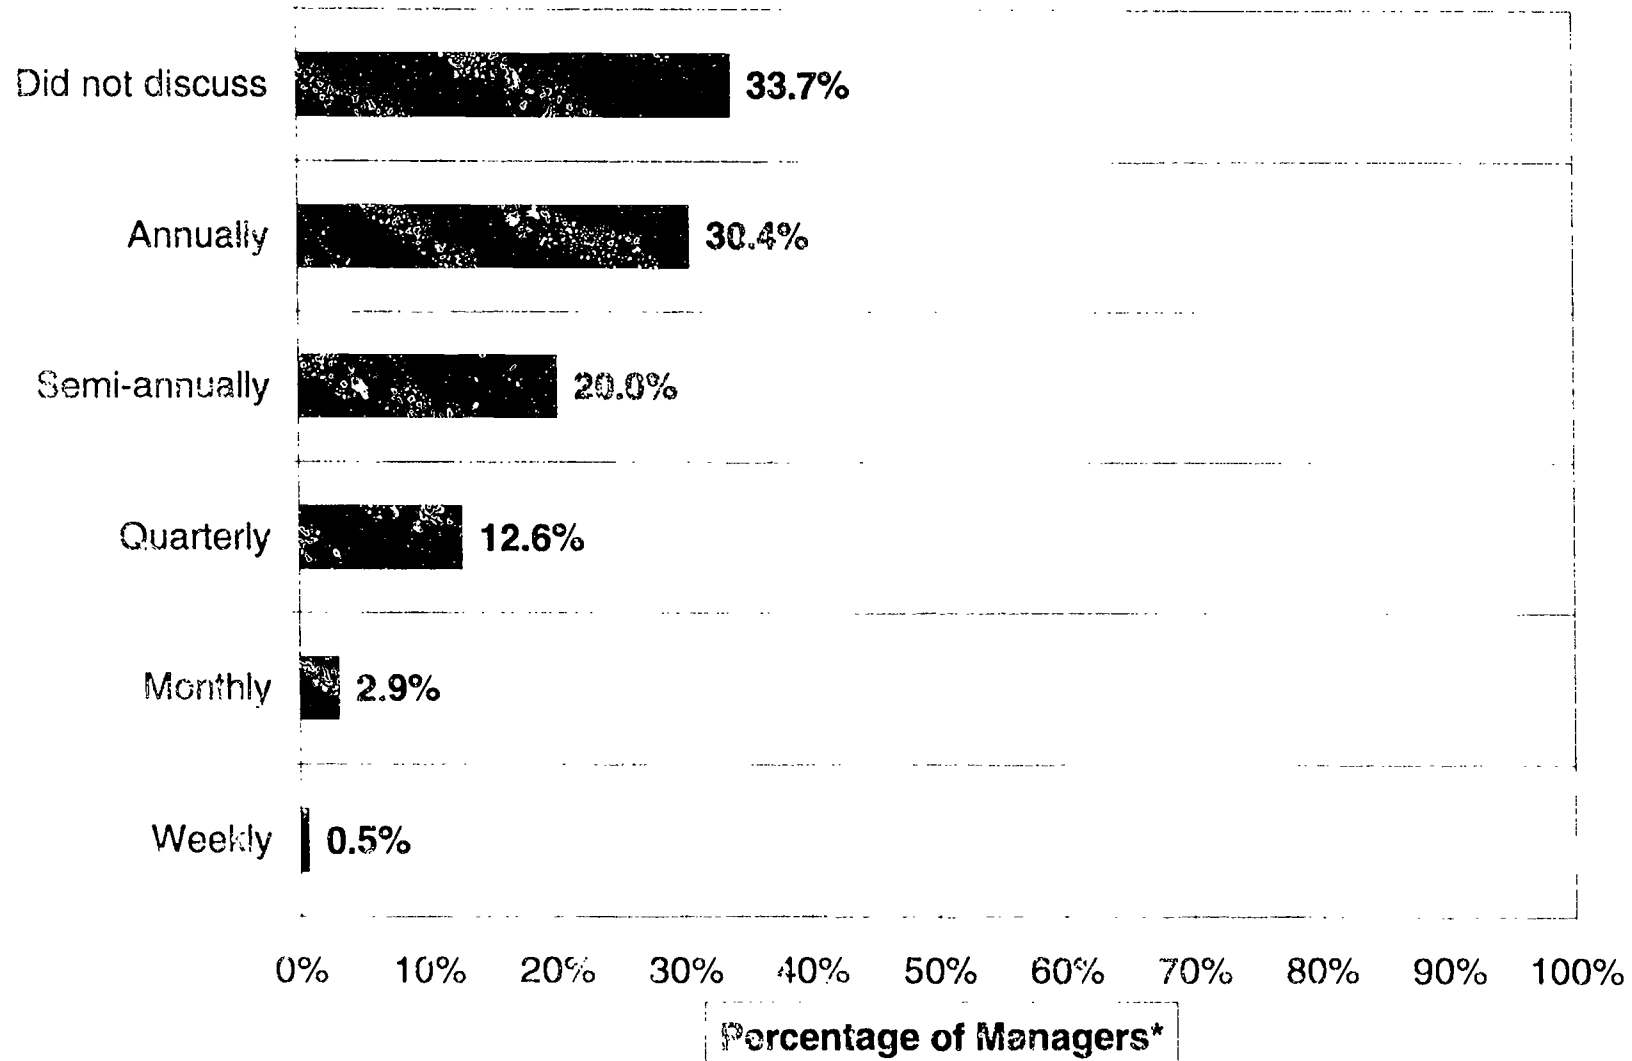 Did not discuss 33.7%
Annually 30.4%
Semi-annually 20.0%
Quarterly 12.6%
Monthly 2.9%
Weekly 0.5%
0% 10% 20% 30% 40% 50% 60% 70% 80% 90% 100%
Percentage of Managers*